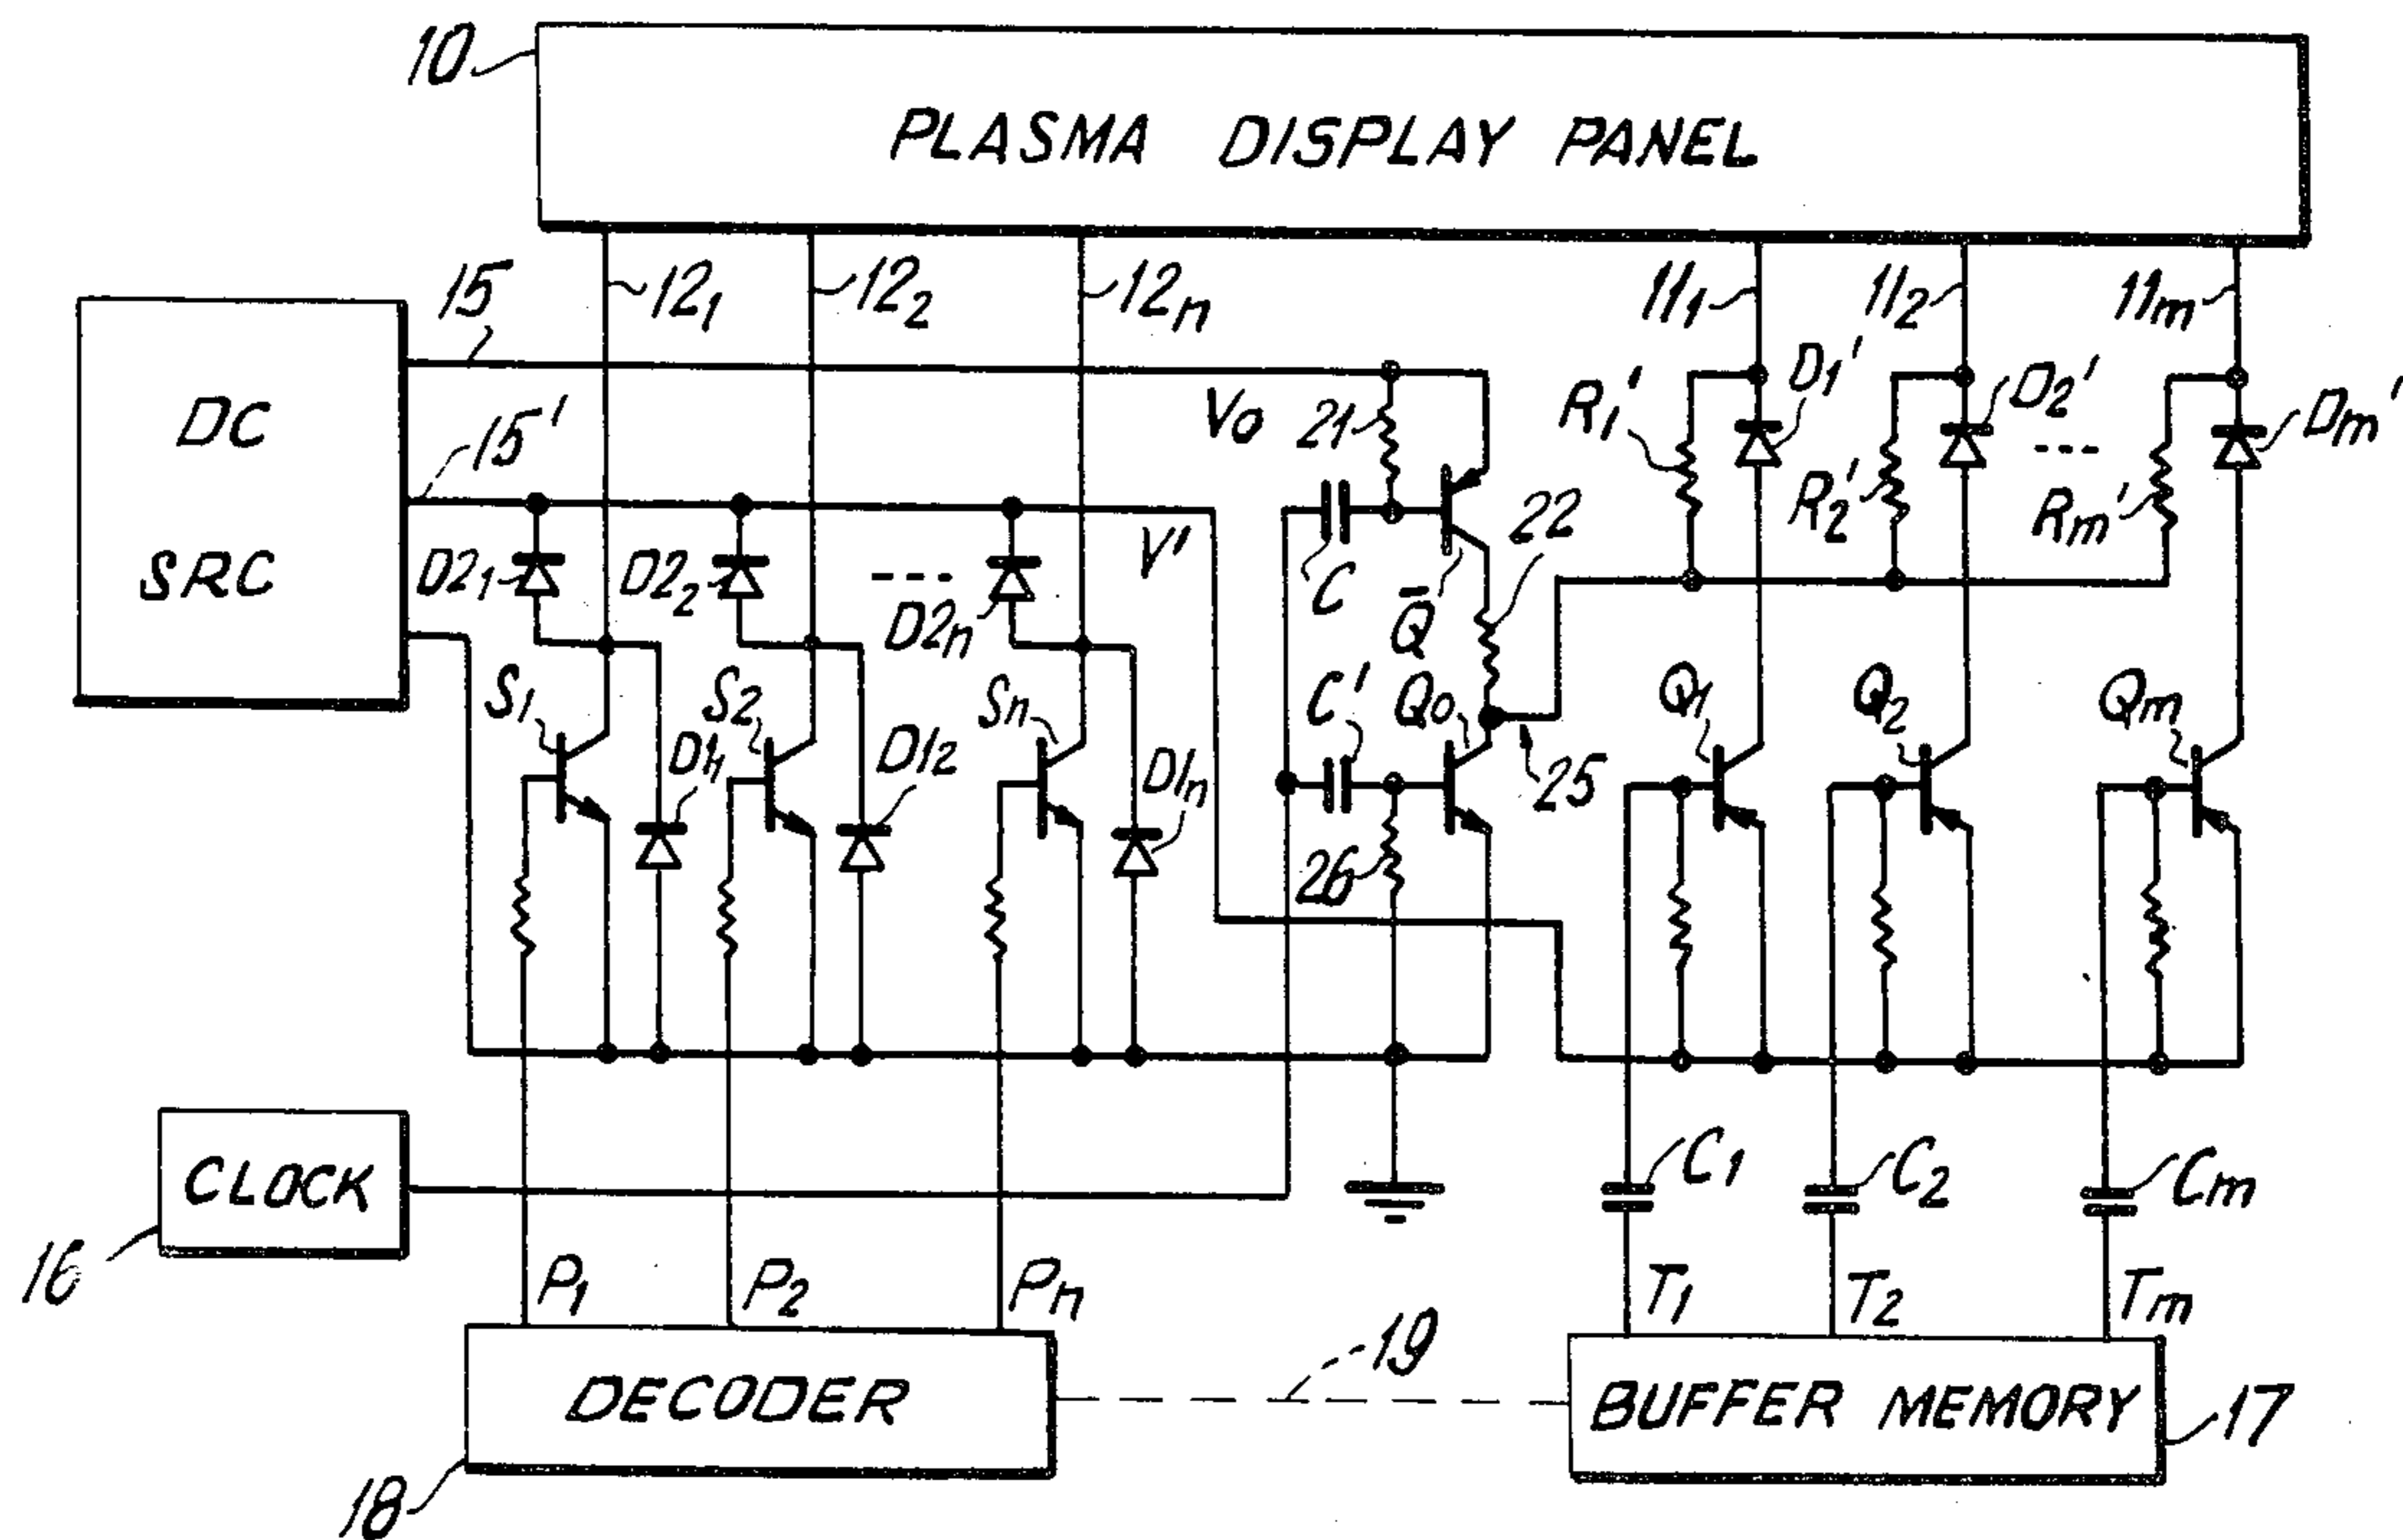 10
PLASMA DISPLAY PANEL
15
12₁
12₂
12n
11₁
11₂
11m
DC
SRC
15'
V₀
21
R₁'
D₁'
R₂'
D₂'
---
Rm'
Dm'
D2₁
D2₂
---
D2n
V'
C
Q̄
22
S₁
D1₁
S₂
D1₂
Sn
D1n
C'
Q₀
25
26
Q₁
Q₂
Qm
CLOCK
16
C₁
C₂
Cm
P₁
P₂
Pn
T₁
T₂
Tm
DECODER
18
19
BUFFER MEMORY
17